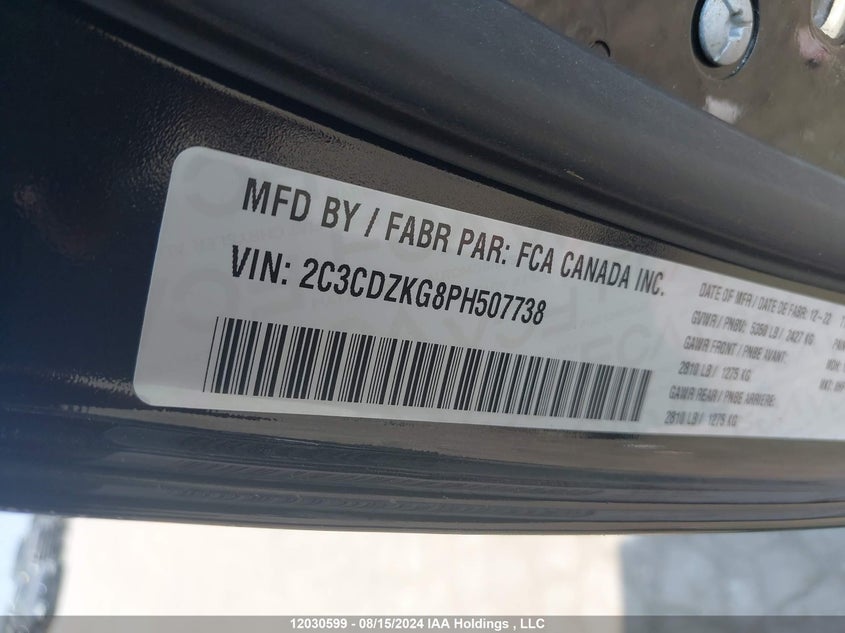 MFD BY / FABR PAR: FCA CANADA INC.
VIN: 2C3CDZKG8PH507738
DATE OF MFR / DATE DE FABR: 12-22
GVWR / PNBV: 5350 LB / 2427 KG
GAWR FRONT / PNBE AVANT:
2810 LB / 1275 KG
GAWR REAR / PNBE ARRIERE:
2810 LB / 1275 KG
12030599 - 08/15/2024 IAA Holdings , LLC